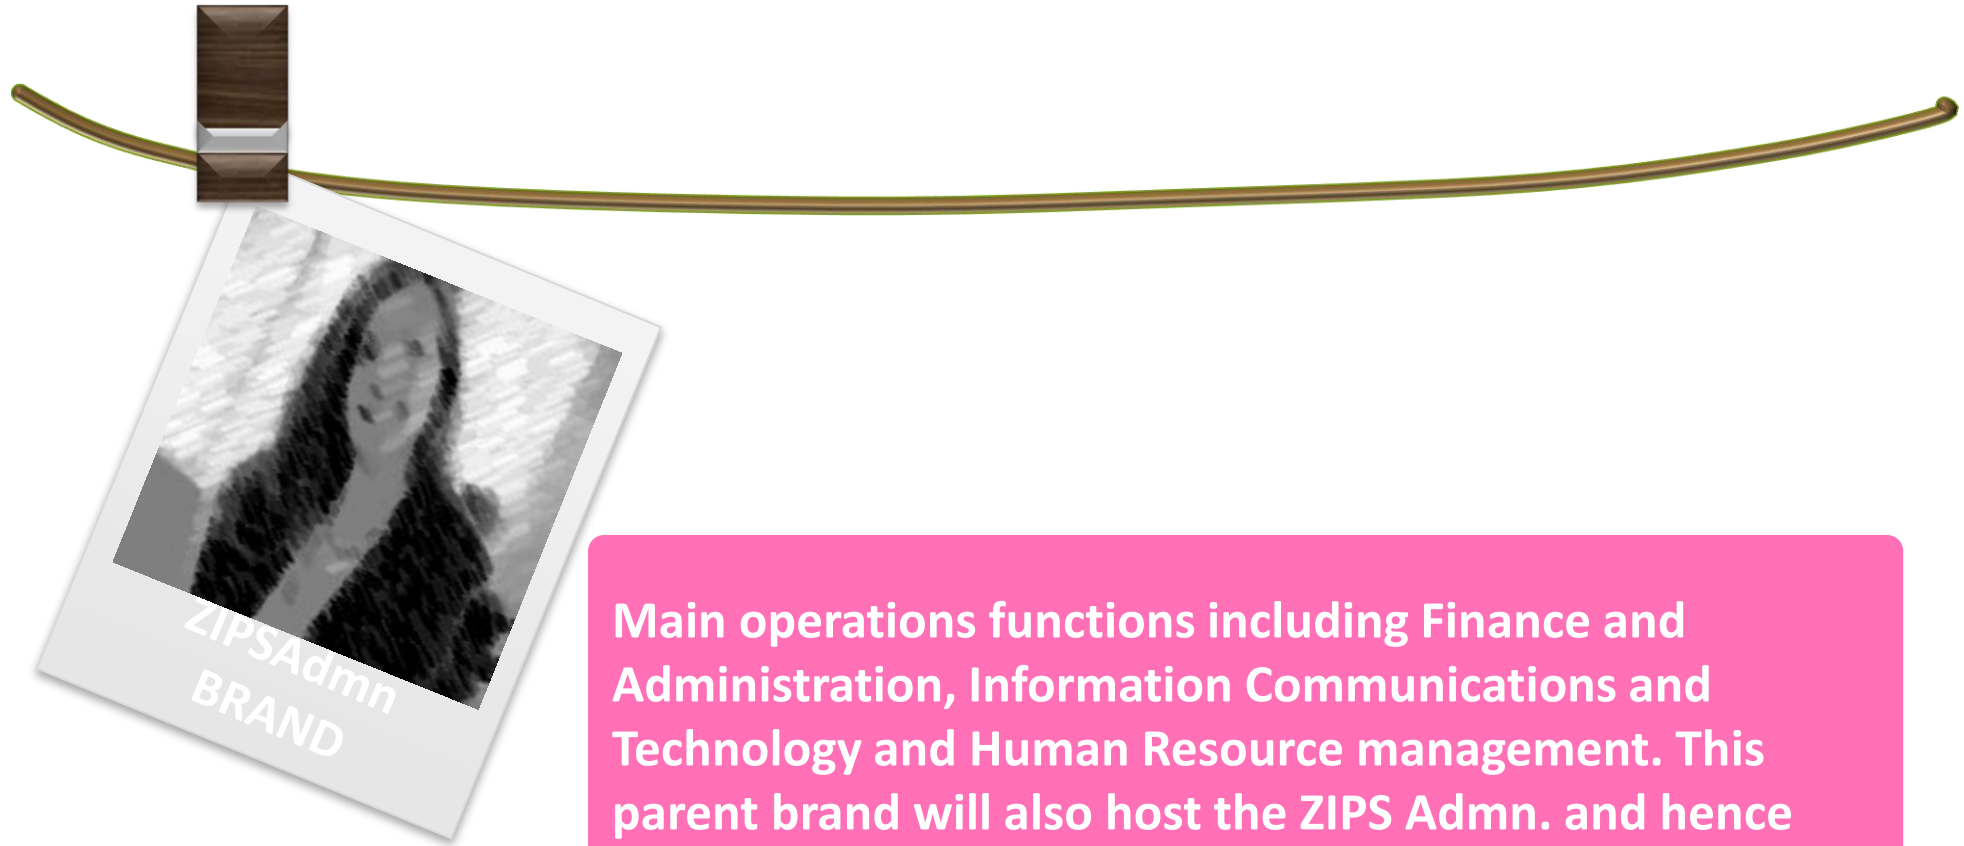 ZIPSAdmn
BRAND
Main operations functions including Finance and
Administration, Information Communications and
Technology and Human Resource management. This
parent brand will also host the ZIPS Admn. and hence